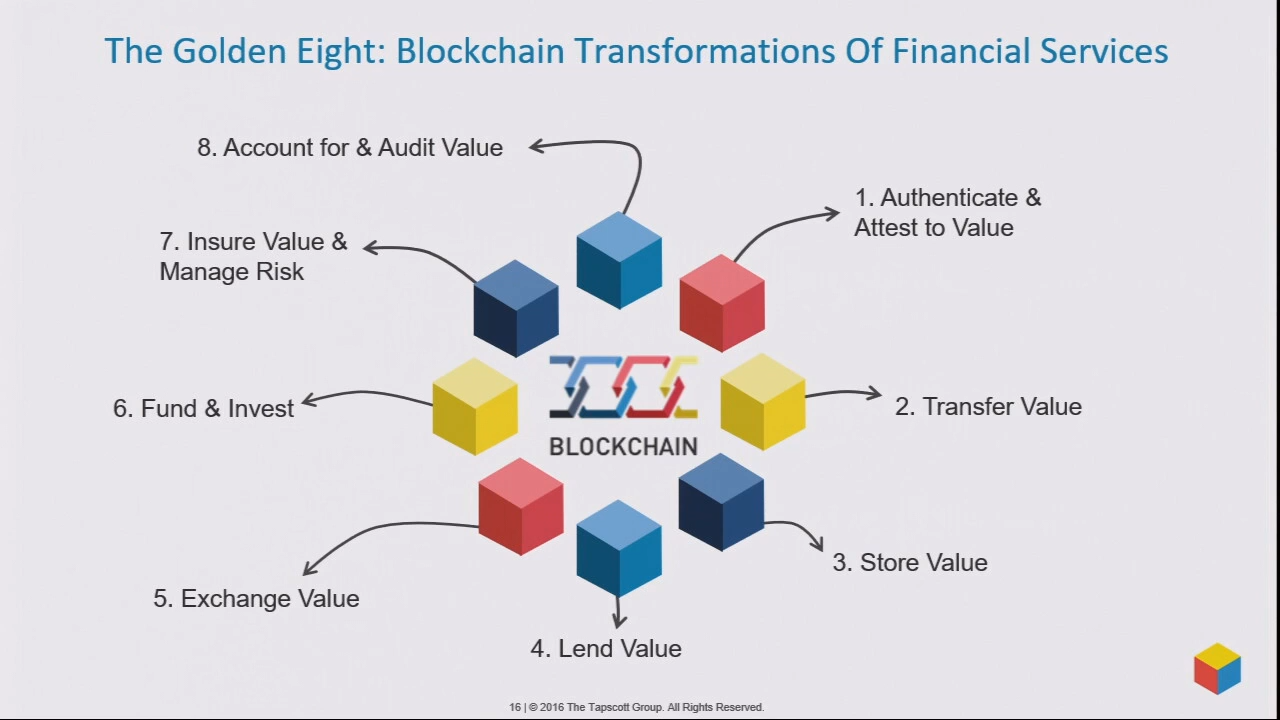 The Golden Eight: Blockchain Transformations Of Financial Services
8. Account for & Audit Value
1. Authenticate &
Attest to Value
7. Insure Value &
Manage Risk
6. Fund & Invest
BLOCKCHAIN
2. Transfer Value
3. Store Value
5. Exchange Value
4. Lend Value
16 | © 2016 The Tapscott Group. All Rights Reserved.